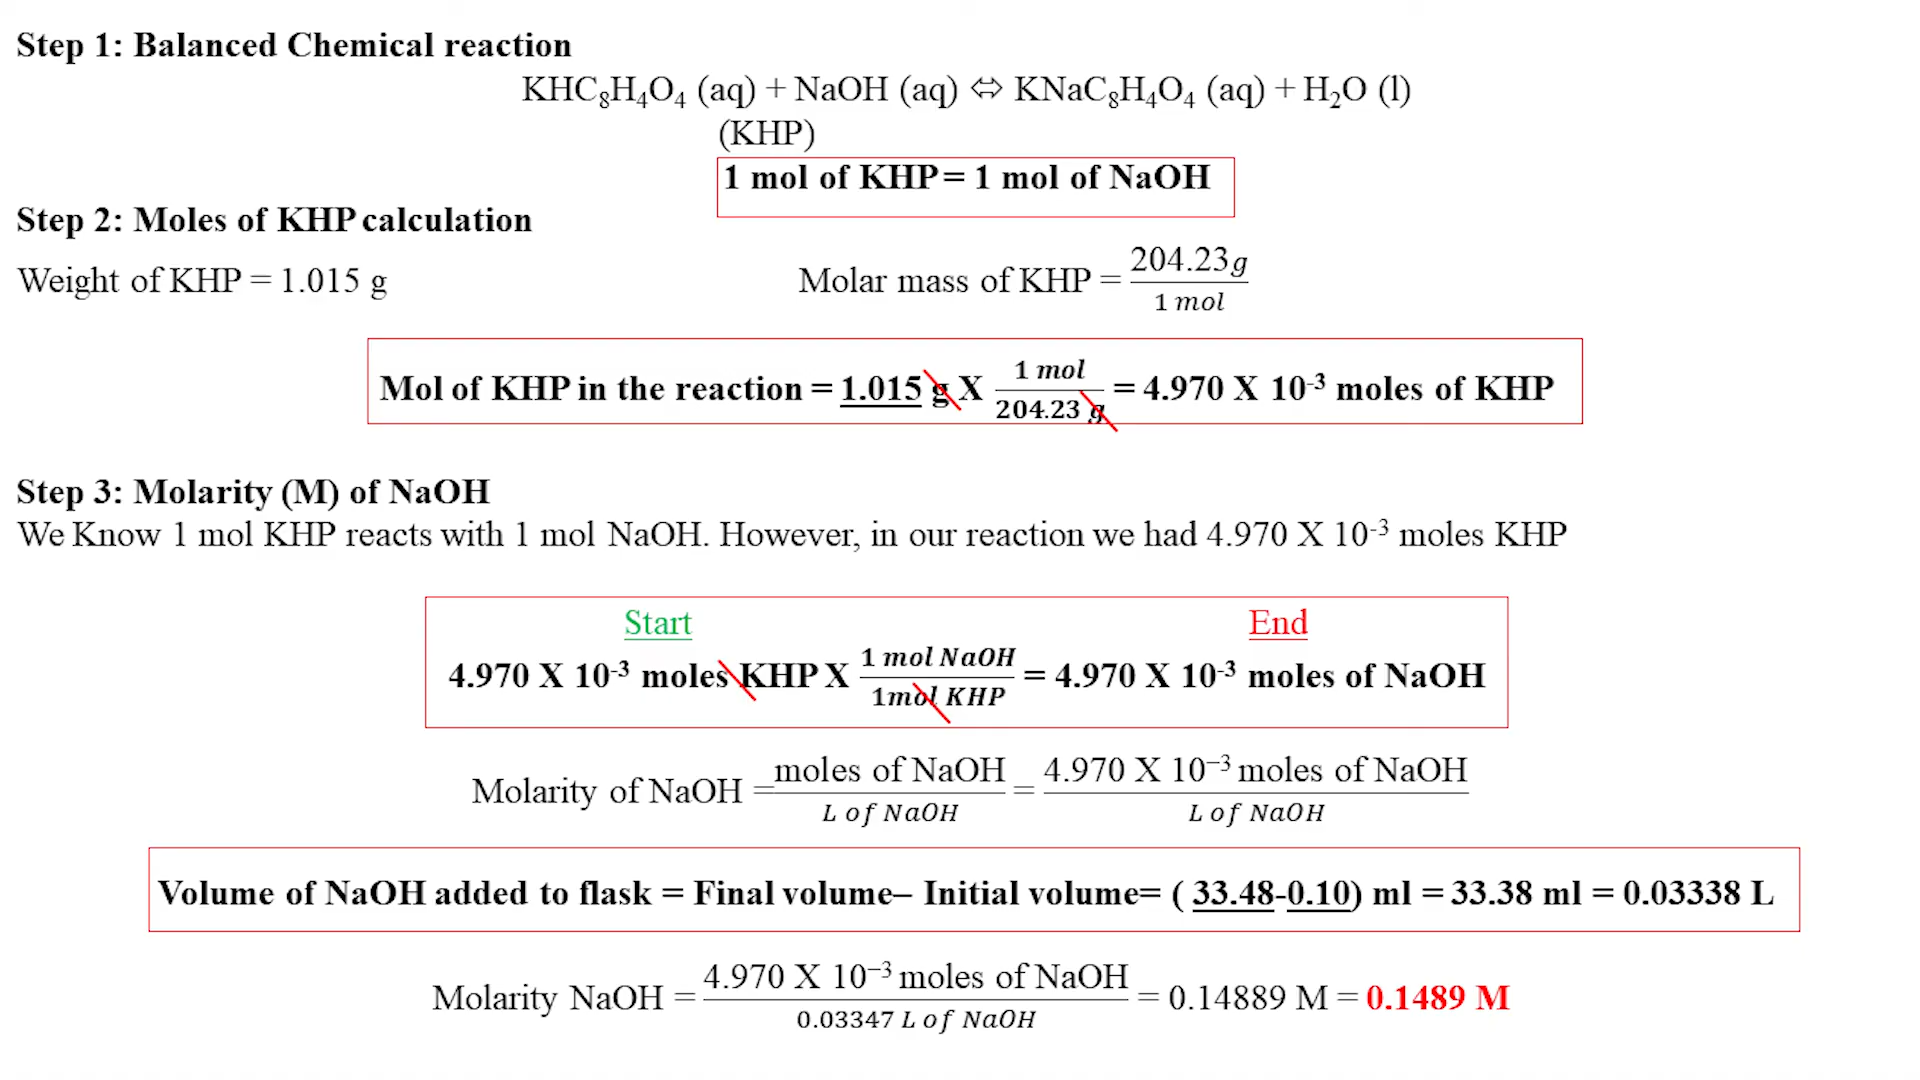 Step 1: Balanced Chemical reaction
KHC₈H₄O₄ (aq) + NaOH (aq) ⬄ KNaC₈H₄O₄ (aq) + H₂O (l)
(KHP)
1 mol of KHP= 1 mol of NaOH
Step 2: Moles of KHP calculation
Weight of KHP = 1.015 g
Molar mass of KHP = 204.23g / 1 mol
Mol of KHP in the reaction = 1.015 g X 1 mol / 204.23 g = 4.970 X 10⁻³ moles of KHP
Step 3: Molarity (M) of NaOH
We Know 1 mol KHP reacts with 1 mol NaOH. However, in our reaction we had 4.970 X 10⁻³ moles KHP
Start End
4.970 X 10⁻³ moles KHP X 1 mol NaOH / 1mol KHP = 4.970 X 10⁻³ moles of NaOH
Molarity of NaOH = moles of NaOH / L of NaOH = 4.970 X 10⁻³ moles of NaOH / L of NaOH
Volume of NaOH added to flask = Final volume– Initial volume= ( 33.48-0.10) ml = 33.38 ml = 0.03338 L
Molarity NaOH = 4.970 X 10⁻³ moles of NaOH / 0.03347 L of NaOH = 0.14889 M = 0.1489 M